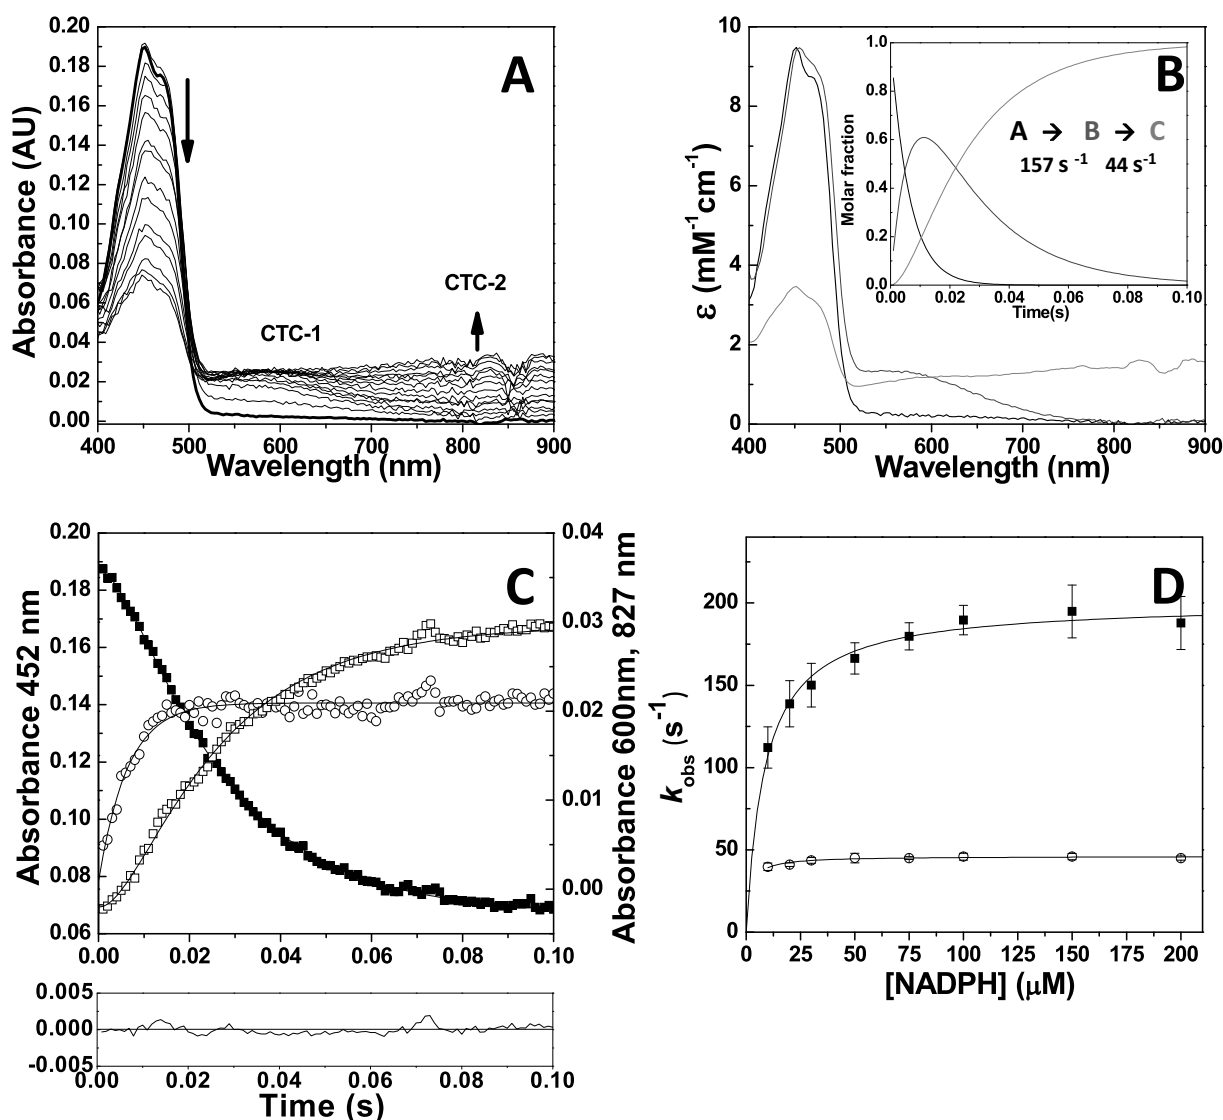 A
Absorbance (AU)
0.20
0.18
0.16
0.14
0.12
0.10
0.08
0.06
0.04
0.02
0.00
CTC-1
CTC-2
400 500 600 700 800 900
Wavelength (nm)
B
ε (mM⁻¹cm⁻¹)
10
8
6
4
2
0
400 500 600 700 800 900
Wavelength (nm)
Molar fraction
1.0
0.8
0.6
0.4
0.2
0.0
A → B → C
157 s⁻¹ 44 s⁻¹
0.00 0.02 0.04 0.06 0.08 0.10
Time(s)
C
Absorbance 452 nm
0.20
0.18
0.16
0.14
0.12
0.10
0.08
0.06
Absorbance 600nm, 827 nm
0.04
0.03
0.02
0.01
0.00
0.00 0.02 0.04 0.06 0.08 0.10
0.005
0.000
-0.005
0.00 0.02 0.04 0.06 0.08 0.10
Time (s)
D
kobs (s⁻¹)
200
150
100
50
0
0 25 50 75 100 125 150 175 200
[NADPH] (μM)